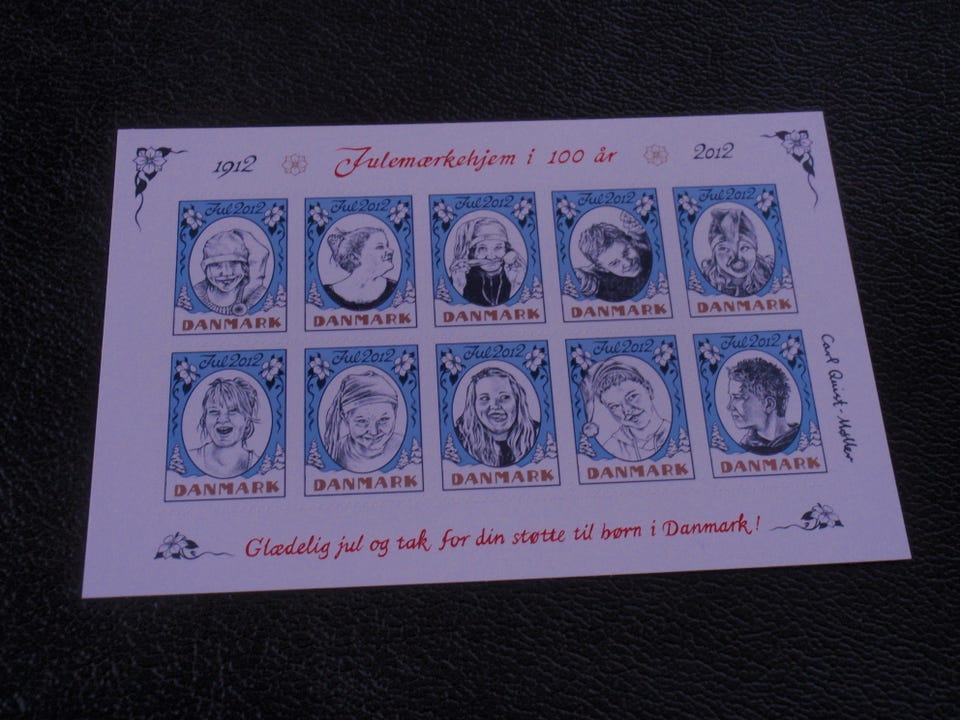 1912 Julemærkehjem i 100 år 2012
Jul 2012 Jul 2012 Jul 2012 Jul 2012 Jul 2012
DANMARK DANMARK DANMARK DANMARK DANMARK
Jul 2012 Jul 2012 Jul 2012 Jul 2012 Jul 2012
DANMARK DANMARK DANMARK DANMARK DANMARK
Carl Quist-Møller
Glædelig jul og tak for din støtte til børn i Danmark!